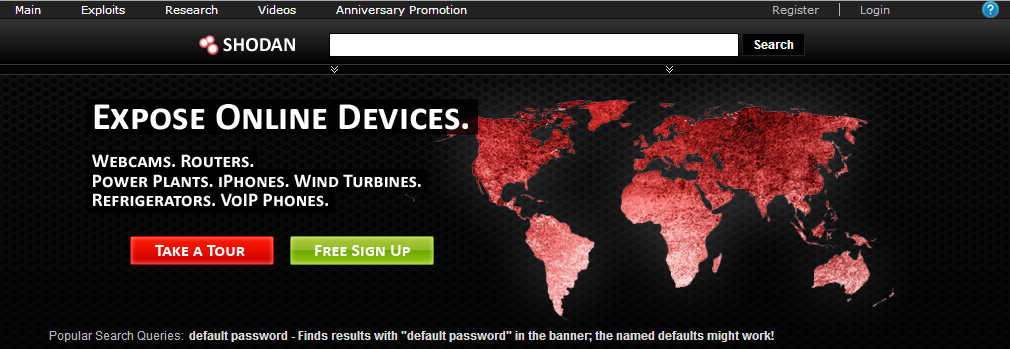 Main Exploits Research Videos Anniversary Promotion Register Login ?
SHODAN Search
EXPOSE ONLINE DEVICES.
WEBCAMS. ROUTERS.
POWER PLANTS. IPHONES. WIND TURBINES.
REFRIGERATORS. VOIP PHONES.
TAKE A TOUR FREE SIGN UP
Popular Search Queries: default password - Finds results with "default password" in the banner; the named defaults might work!